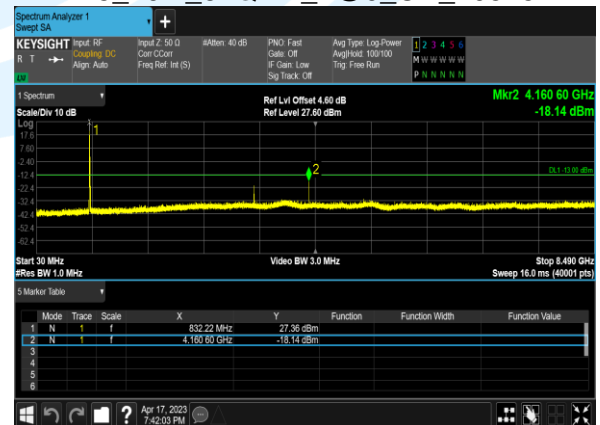 Spectrum Analyzer 1
Swept SA
+
KEYSIGHT Input: RF Input Z: 50 Ω #Atten: 40 dB PNO: Fast Avg Type: Log-Power 1 2 3 4 5 6
R T Coupling: DC Corr CCorr Gate: Off Avg|Hold: 100/100 M W W W W W
Align: Auto Freq Ref: Int (S) IF Gain: Low Trig: Free Run P N N N N N
LXI Sig Track: Off
1 Spectrum Ref Lvl Offset 4.60 dB Mkr2 4.160 60 GHz
Scale/Div 10 dB Ref Level 27.60 dBm -18.14 dBm
Log
17.6
7.60
-2.40
-12.4
-22.4
-32.4
-42.4
-52.4
-62.4
1
2
DL1 -13.00 dBm
Start 30 MHz Video BW 3.0 MHz Stop 8.490 GHz
#Res BW 1.0 MHz Sweep 16.0 ms (40001 pts)
5 Marker Table
Mode Trace Scale X Y Function Function Width Function Value
1 N 1 f 832.22 MHz 27.36 dBm
2 N 1 f 4.160 60 GHz -18.14 dBm
3
4
5
6
? Apr 17, 2023
7:42:03 PM